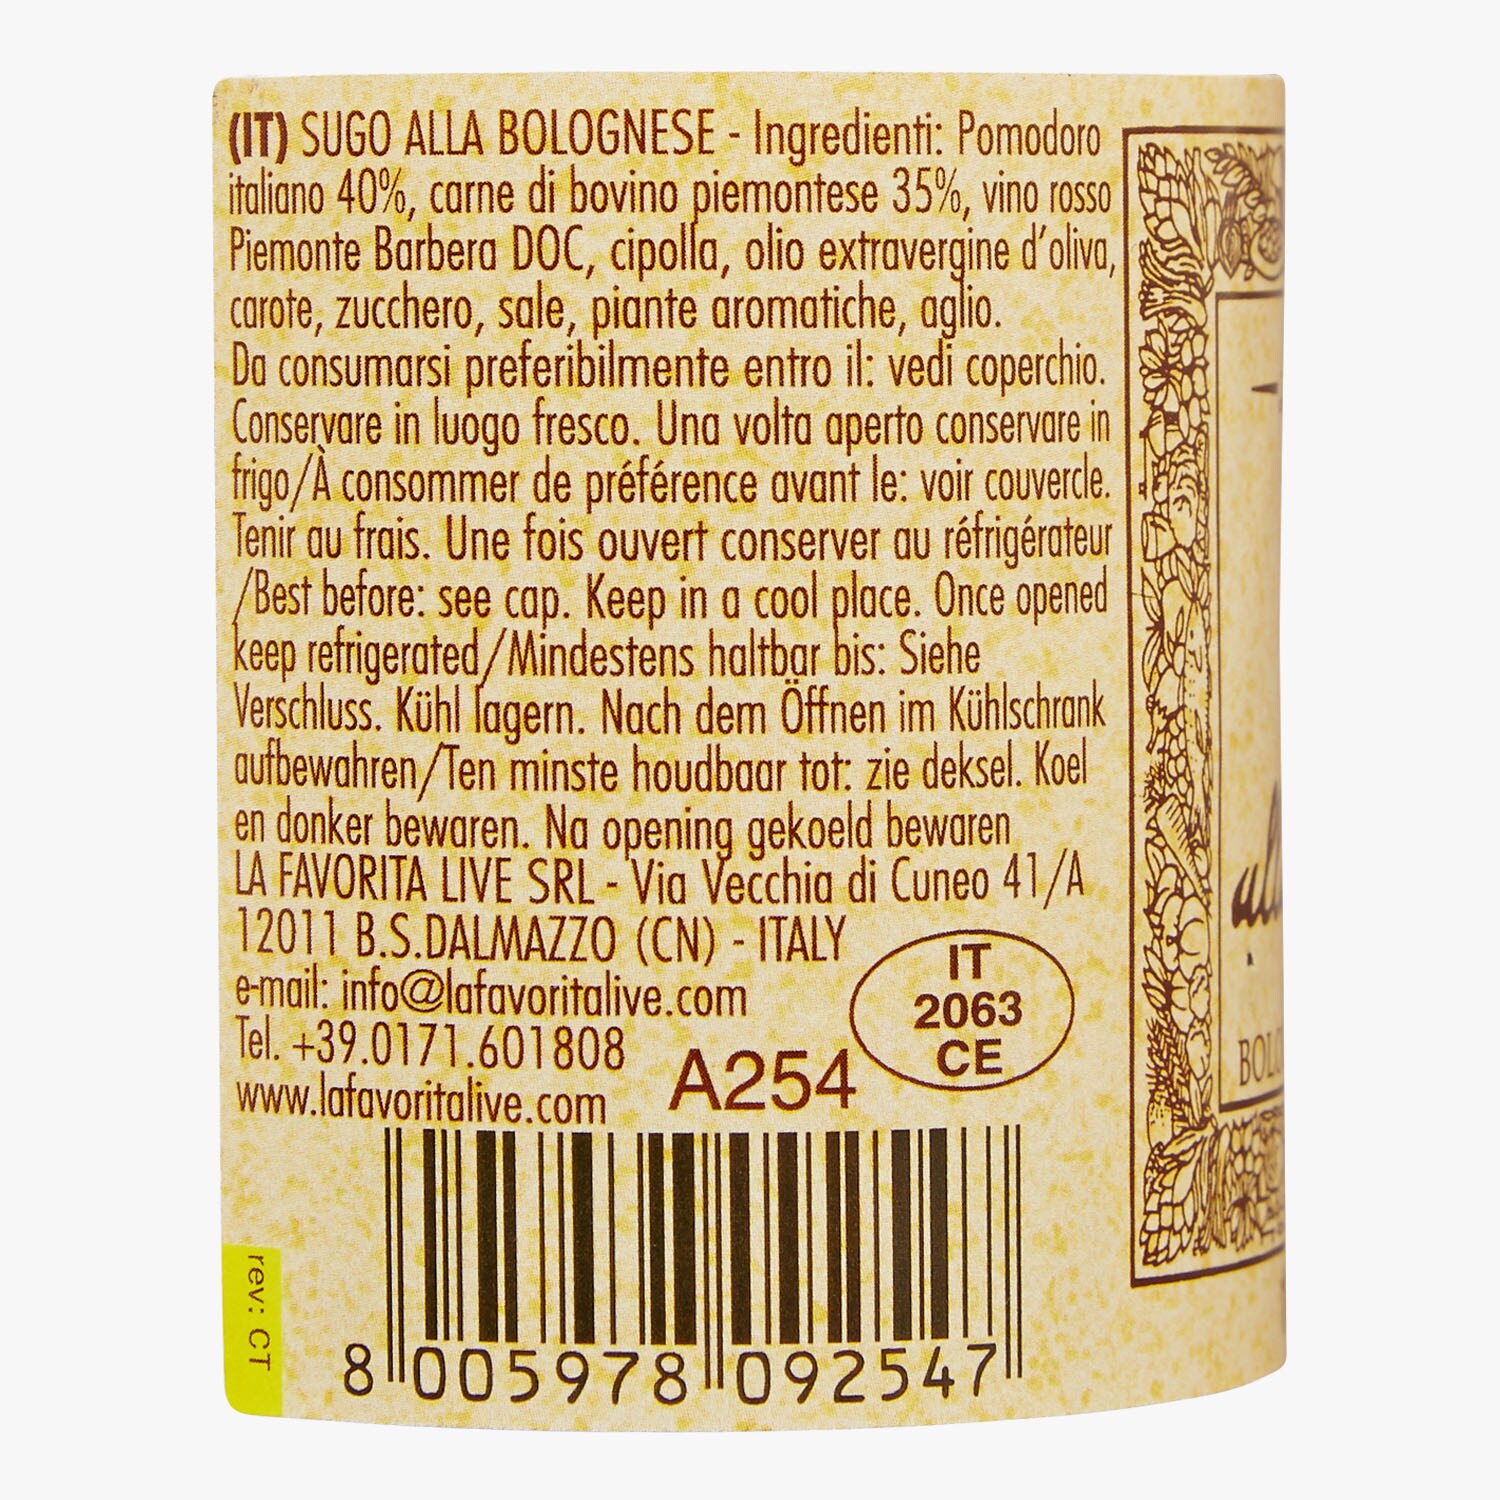 (IT) SUGO ALLA BOLOGNESE - Ingredienti: Pomodoro
italiano 40%, carne di bovino piemontese 35%, vino rosso
Piemonte Barbera DOC, cipolla, olio extravergine d'oliva,
carote, zucchero, sale, piante aromatiche, aglio.
Da consumarsi preferibilmente entro il: vedi coperchio.
Conservare in luogo fresco. Una volta aperto conservare in
frigo/À consommer de préférence avant le: voir couvercle.
Tenir au frais. Une fois ouvert conserver au réfrigérateur
/Best before: see cap. Keep in a cool place. Once opened
keep refrigerated/Mindestens haltbar bis: Siehe
Verschluss. Kühl lagern. Nach dem Öffnen im Kühlschrank
aufbewahren/Ten minste houdbaar tot: zie deksel. Koel
en donker bewaren. Na opening gekoeld bewaren
LA FAVORITA LIVE SRL - Via Vecchia di Cuneo 41/A
12011 B.S.DALMAZZO (CN) - ITALY
e-mail: info@lafavoritalive.com
Tel. +39.0171.601808
www.lafavoritalive.com
A254
IT
2063
CE
8 005978 092547
rev: CT